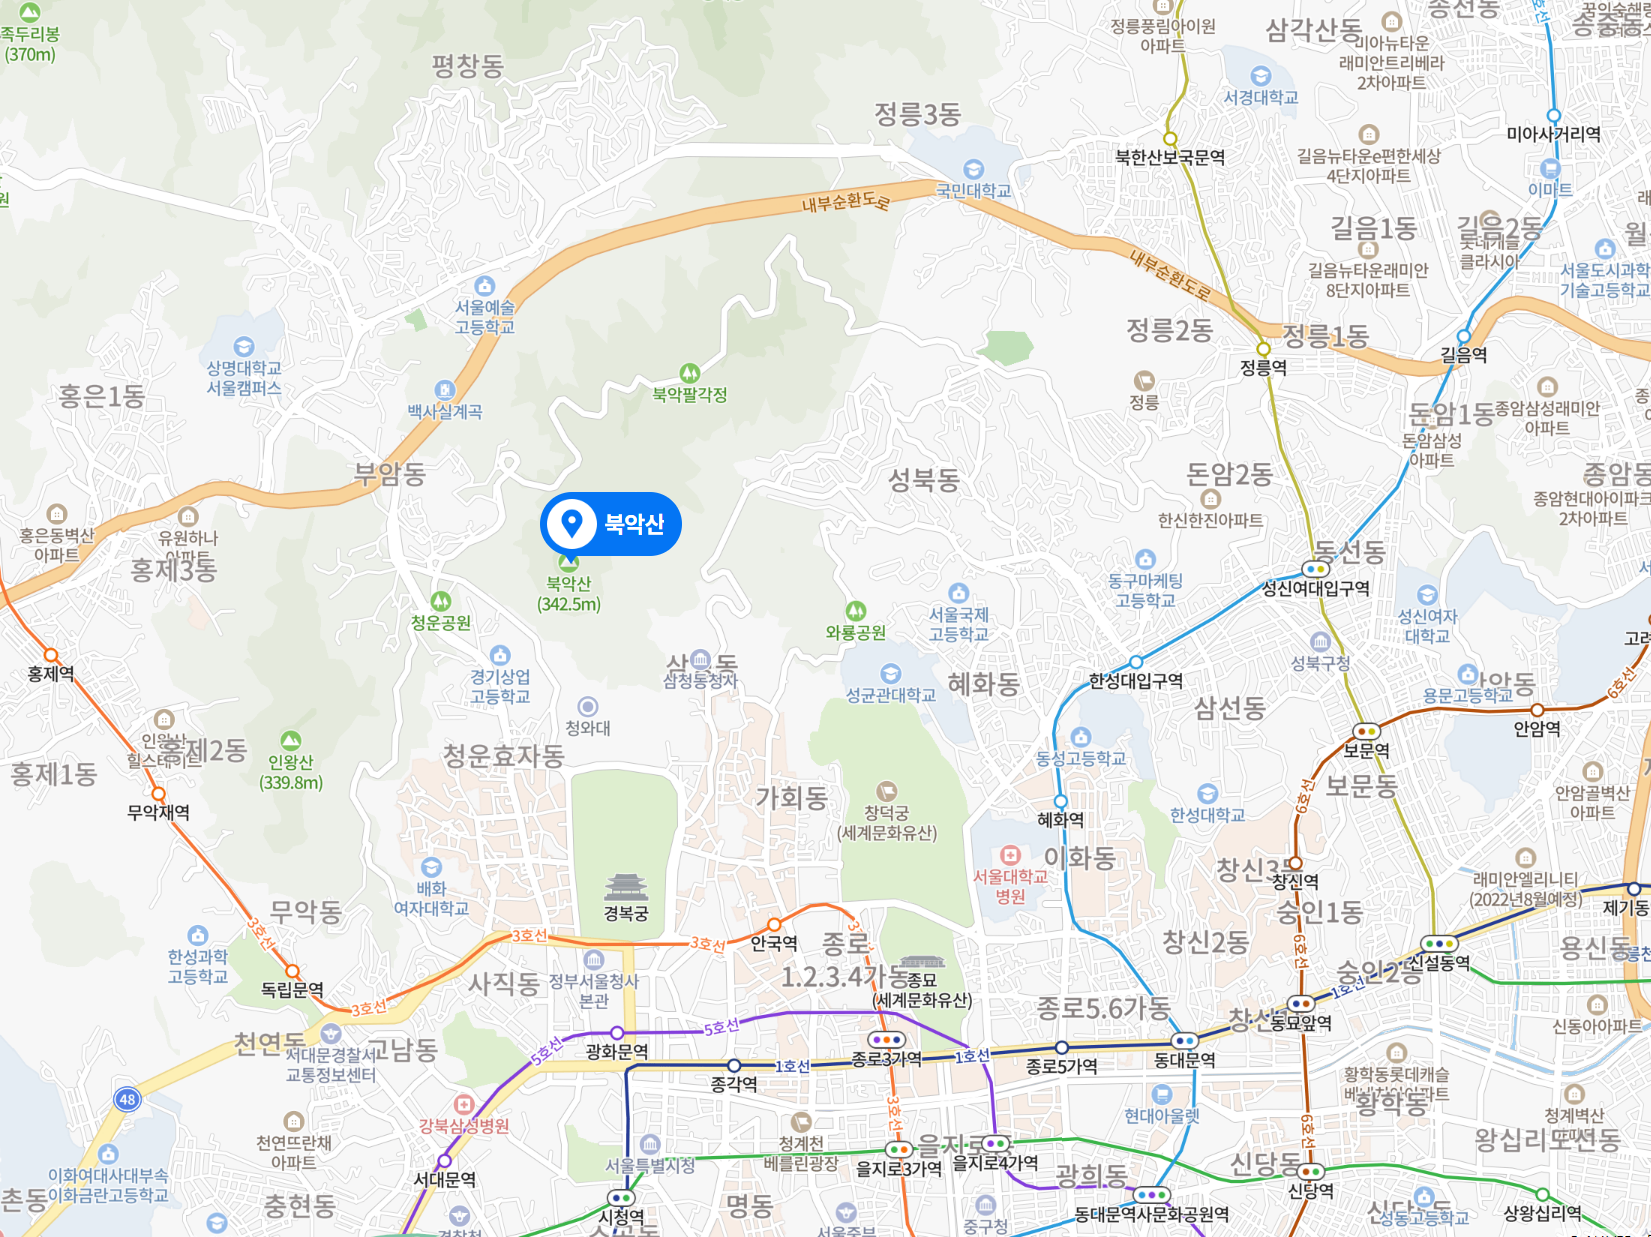 족두리봉
(370m)
평창동
정릉풍림아이원
아파트
삼각산동
송천동
미아뉴타운
래미안트리베라
2차아파트
서경대학교
정릉3동
미아사거리역
북한산보국문역
길음뉴타운e편한세상
4단지아파트
국민대학교
이마트
내부순환도로
길음1동
길음2동
롯데캐슬
클라시아
내부순환도로
길음뉴타운래미안
8단지아파트
서울도시과학
기술고등학교
서울예술
고등학교
정릉2동
정릉1동
상명대학교
서울캠퍼스
정릉역
길음역
홍은1동
북악팔각정
백사실계곡
정릉
돈암1동
종암삼성래미안
아파트
돈암삼성
아파트
부암동
성북동
돈암2동
종암동
한신한진아파트
종암현대아이파크
2차아파트
북악산
홍은동벽산
아파트
유원하나
아파트
홍제3동
북악산
(342.5m)
동선동
성신여대입구역
동구마케팅
고등학교
청운공원
와룡공원
서울국제
고등학교
성신여자
대학교
홍제역
경기상업
고등학교
삼청동청사
성균관대학교
혜화동
한성대입구역
성북구청
용문고등학교
6호선
삼선동
안암역
청와대
인왕산
(339.8m)
홍제2동
홍제1동
청운효자동
동성고등학교
보문역
보문동
가회동
창덕궁
(세계문화유산)
무악재역
혜화역
한성대학교
6호선
안암골벽산
아파트
이화동
서울대학교
병원
창신역
래미안엘리니티
(2022년8월예정)
제기동
배화
여자대학교
경복궁
무악동
숭인1동
3호선
3호선
3호선
안국역
종로
1.2.3.4가동
창신2동
6호선
용신동
신설동역
한성과학
고등학교
독립문역
사직동
정부서울청사
본관
종묘
(세계문화유산)
숭인2동
1호선
3호선
종로5.6가동
동묘앞역
신동아아파트
천연동
서대문경찰서
교통정보센터
교남동
5호선
5호선
광화문역
종로3가역
1호선
종로5가역
동대문역
종각역
1호선
황학동롯데캐슬
황학동
48
3호선
현대아울렛
6호선
강북삼성병원
천연뜨란채
아파트
청계천
베를린광장
청계벽산
아파트
왕십리도선동
이화여대사대부속
이화금란고등학교
서대문역
서울특별시청
을지로3가역
을지로4가역
광희동
신당동
신당역
충현동
시청역
명동
중구청
동대문역사문화공원역
성동고등학교
상왕십리역